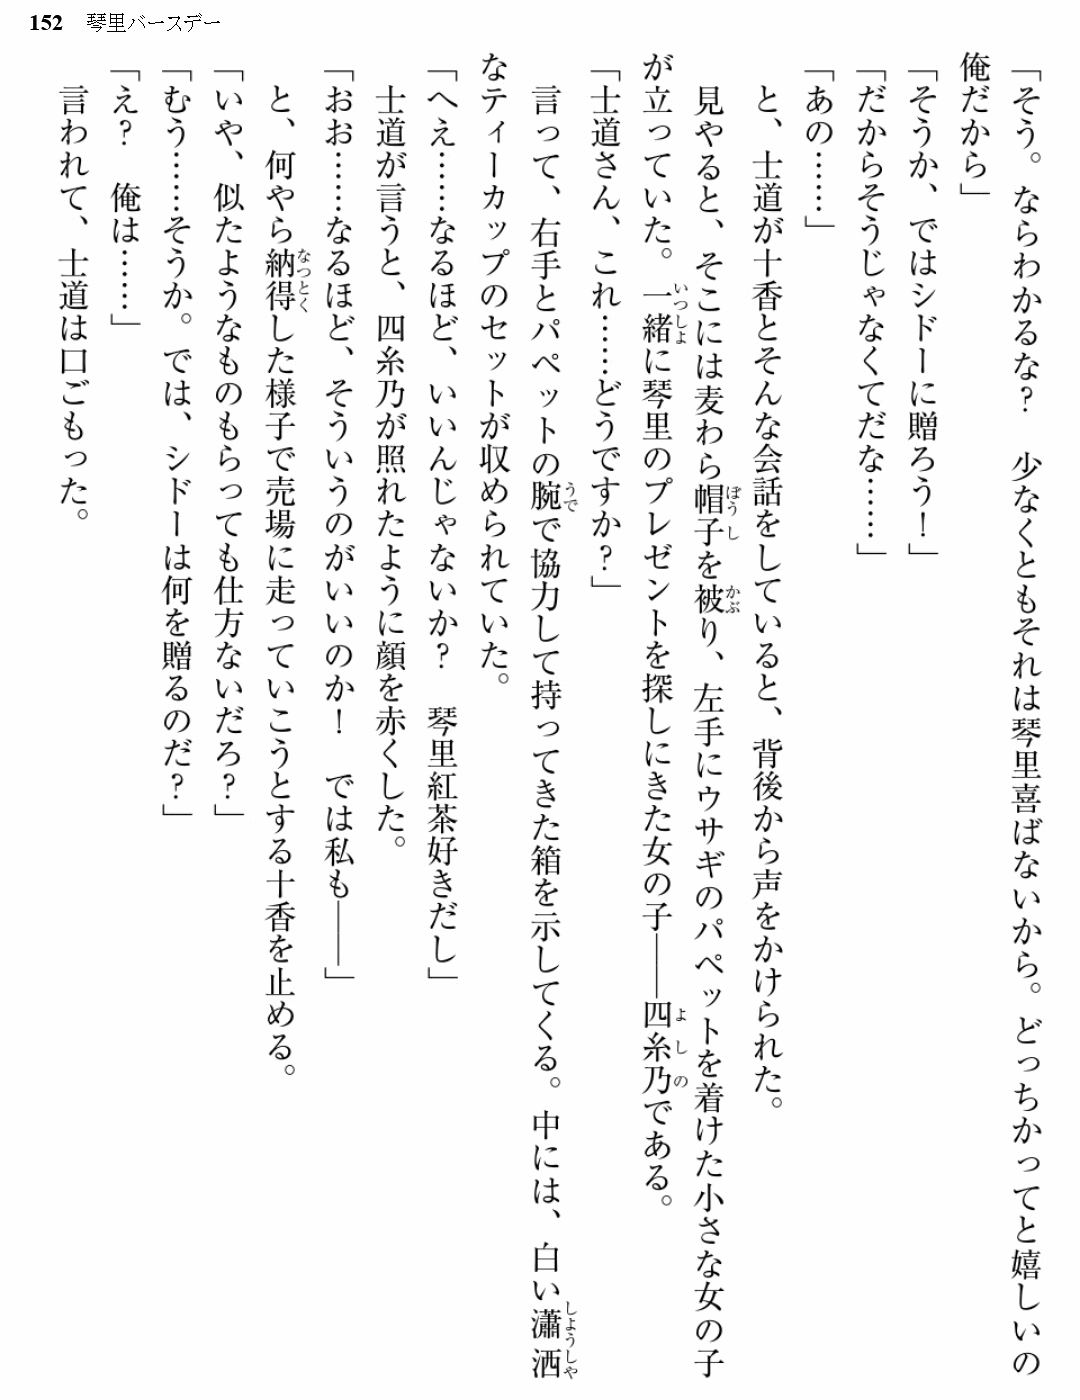 152 琴里バースデー
「そう。ならわかるな？　少なくともそれは琴里喜ばないから。どっちかってと嬉しいの
俺だから」
「そうか、ではシドーに贈ろう！」
「だからそうじゃなくてだな……」
「あの……」
　と、士道が十香とそんな会話をしていると、背後から声をかけられた。
　見やると、そこには麦わら帽子を被り、左手にウサギのパペットを着けた小さな女の子
が立っていた。一緒に琴里のプレゼントを探しにきた女の子――四糸乃である。
「士道さん、これ……どうですか？」
　言って、右手とパペットの腕で協力して持ってきた箱を示してくる。中には、白い瀟洒
なティーカップのセットが収められていた。
「へえ……なるほど、いいんじゃないか？　琴里紅茶好きだし」
　士道が言うと、四糸乃が照れたように顔を赤くした。
「おお……なるほど、そういうのがいいのか！　では私も――」
　と、何やら納得した様子で売場に走っていこうとする十香を止める。
「いや、似たようなものもらっても仕方ないだろ？」
「むう……そうか。では、シドーは何を贈るのだ？」
「え？　俺は……」
　言われて、士道は口ごもった。